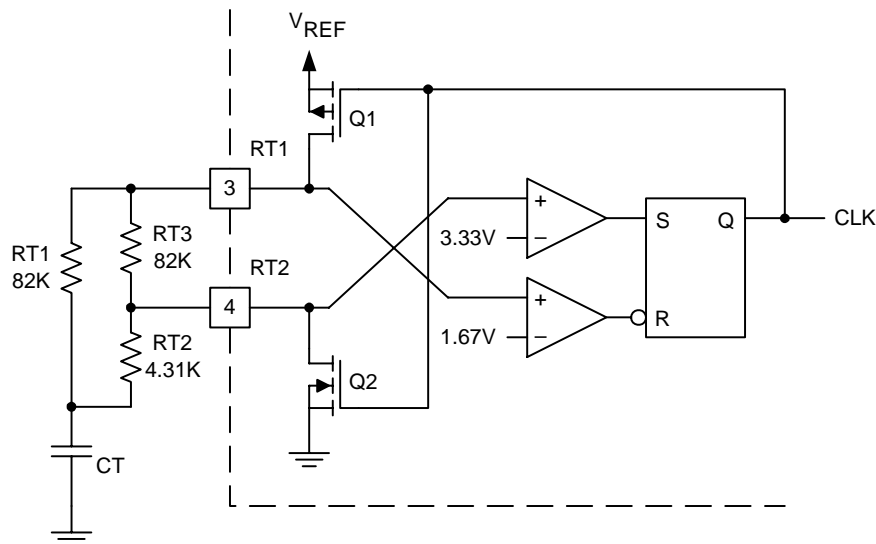 VREF
Q1
RT1
3
RT3
82K
RT1
82K
RT2
4
RT2
4.31K
CT
Q2
+
3.33V
−
+
1.67V
−
S
Q
R
CLK